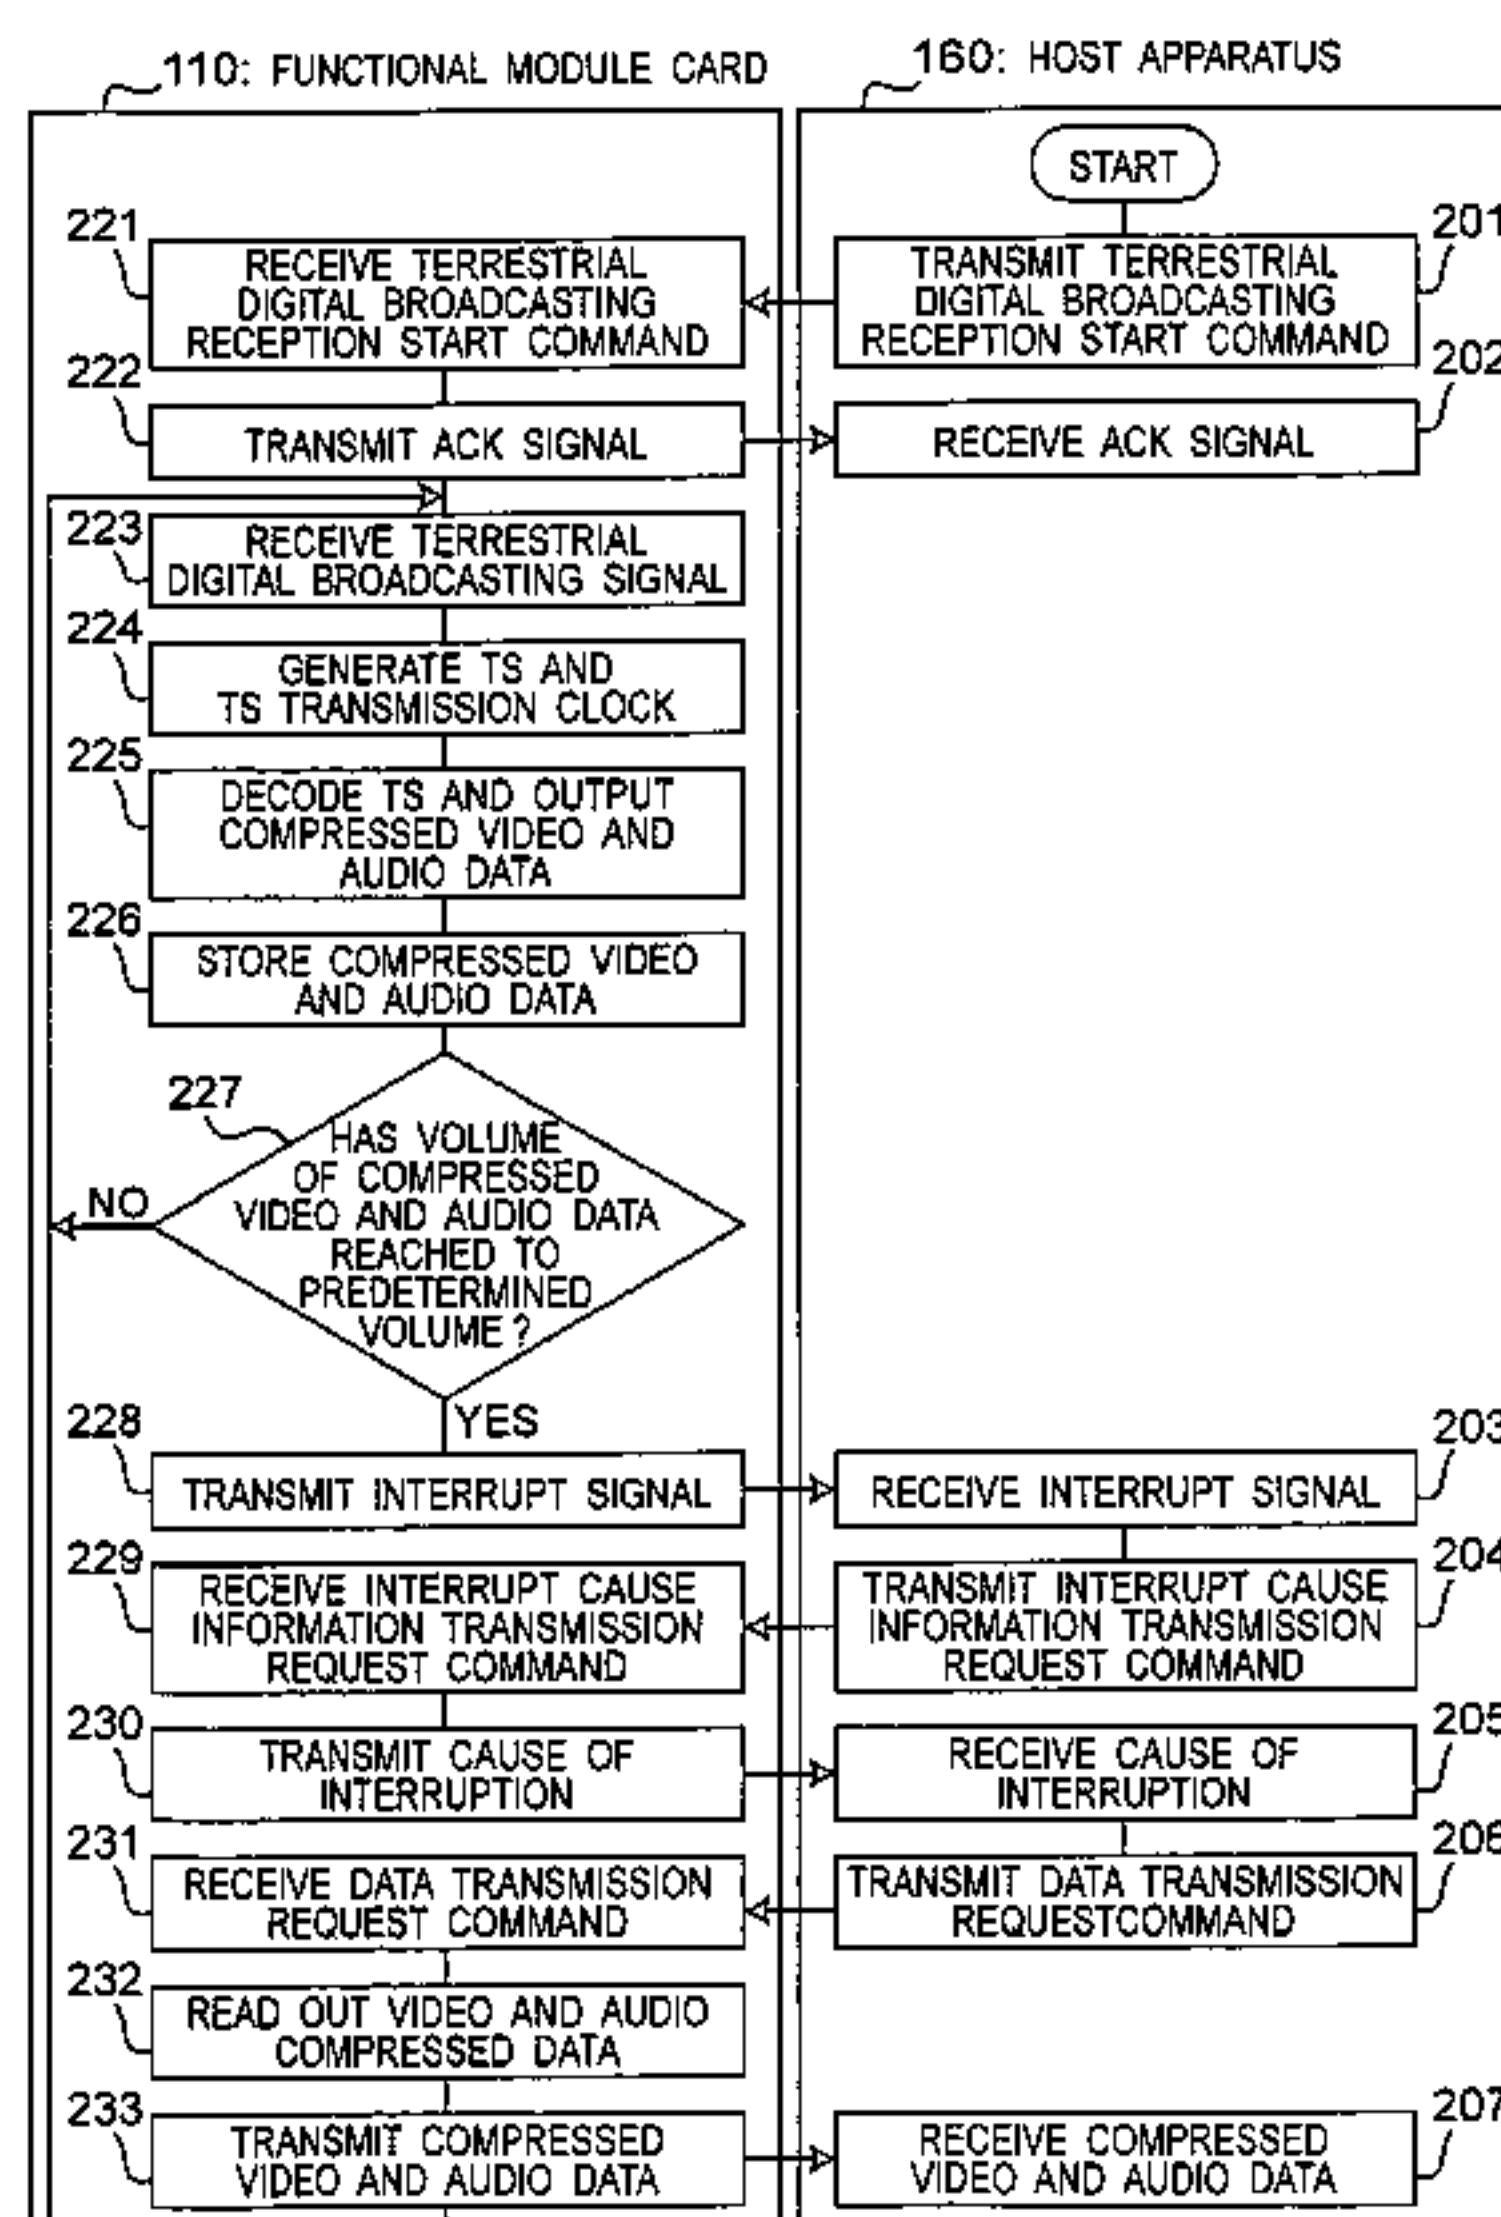 110: FUNCTIONAL MODULE CARD
160: HOST APPARATUS
START
221
RECEIVE TERRESTRIAL
DIGITAL BROADCASTING
RECEPTION START COMMAND
201
TRANSMIT TERRESTRIAL
DIGITAL BROADCASTING
RECEPTION START COMMAND
222
TRANSMIT ACK SIGNAL
202
RECEIVE ACK SIGNAL
223
RECEIVE TERRESTRIAL
DIGITAL BROADCASTING SIGNAL
224
GENERATE TS AND
TS TRANSMISSION CLOCK
225
DECODE TS AND OUTPUT
COMPRESSED VIDEO AND
AUDIO DATA
226
STORE COMPRESSED VIDEO
AND AUDIO DATA
227
HAS VOLUME
OF COMPRESSED
VIDEO AND AUDIO DATA
REACHED TO
PREDETERMINED
VOLUME?
NO
YES
228
TRANSMIT INTERRUPT SIGNAL
203
RECEIVE INTERRUPT SIGNAL
229
RECEIVE INTERRUPT CAUSE
INFORMATION TRANSMISSION
REQUEST COMMAND
204
TRANSMIT INTERRUPT CAUSE
INFORMATION TRANSMISSION
REQUEST COMMAND
230
TRANSMIT CAUSE OF
INTERRUPTION
205
RECEIVE CAUSE OF
INTERRUPTION
231
RECEIVE DATA TRANSMISSION
REQUEST COMMAND
206
TRANSMIT DATA TRANSMISSION
REQUESTCOMMAND
232
READ OUT VIDEO AND AUDIO
COMPRESSED DATA
233
TRANSMIT COMPRESSED
VIDEO AND AUDIO DATA
207
RECEIVE COMPRESSED
VIDEO AND AUDIO DATA